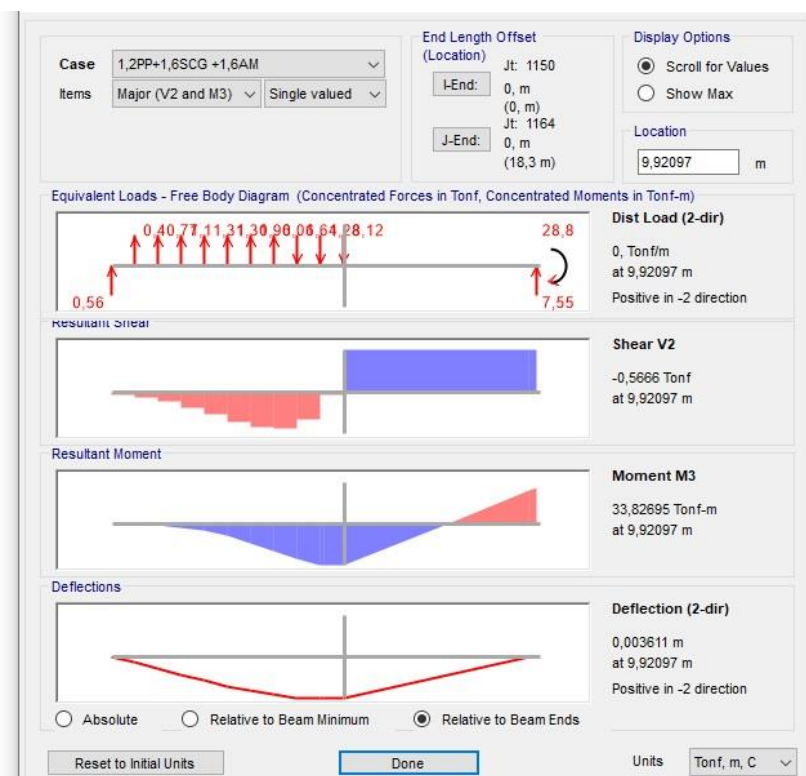 Case 1,2PP+1,6SCG +1,6AM
Items Major (V2 and M3) Single valued
End Length Offset
(Location)
Jt: 1150
I-End: 0, m
(0, m)
Jt: 1164
J-End: 0, m
(18,3 m)
Display Options
Scroll for Values
Show Max
Location
9,92097 m
Equivalent Loads - Free Body Diagram (Concentrated Forces in Tonf, Concentrated Moments in Tonf-m)
28,8
0,56
7,55
Dist Load (2-dir)
0, Tonf/m
at 9,92097 m
Positive in -2 direction
Resultant Shear
Shear V2
-0,5666 Tonf
at 9,92097 m
Resultant Moment
Moment M3
33,82695 Tonf-m
at 9,92097 m
Deflections
Deflection (2-dir)
0,003611 m
at 9,92097 m
Positive in -2 direction
Absolute Relative to Beam Minimum Relative to Beam Ends
Reset to Initial Units Done Units Tonf, m, C